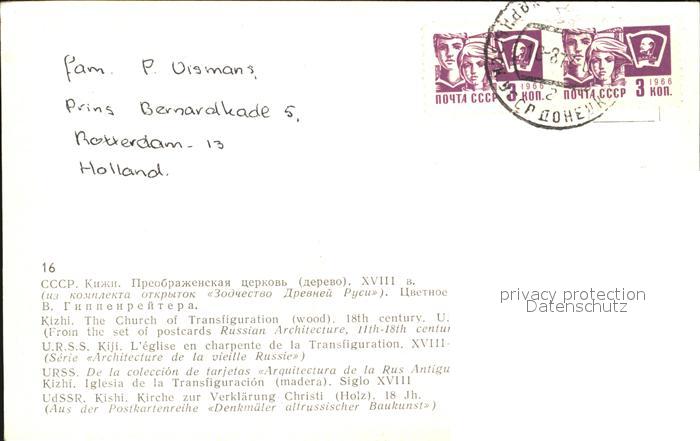 fam. P. Uismans,
Prins Bernardkade 5,
Rotterdam - 13
Holland.
1966
ПОЧТА СССР 3 КОП.
1966
ПОЧТА СССР 3 КОП.
privacy protection
Datenschutz
16
СССР. Кижи. Преображенская церковь (дерево). XVIII в.
(из комплекта открыток «Зодчество Древней Руси»). Цветное
В. Гиппенрейтера.
Kizhi. The Church of Transfiguration (wood). 18th century. U.
(From the set of postcards Russian Architecture, 11th-18th centu
U.R.S.S. Kiji. L'église en charpente de la Transfiguration. XVIII-
(Série «Architecture de la vieille Russie»)
URSS. De la colección de tarjetas «Arquitectura de la Rus Antigu
Kizhi. Iglesia de la Transfiguración (madera). Siglo XVIII
UdSSR. Kishi. Kirche zur Verklärung Christi (Holz). 18 Jh.
(Aus der Postkartenreihe «Denkmäler altrussischer Baukunst»)